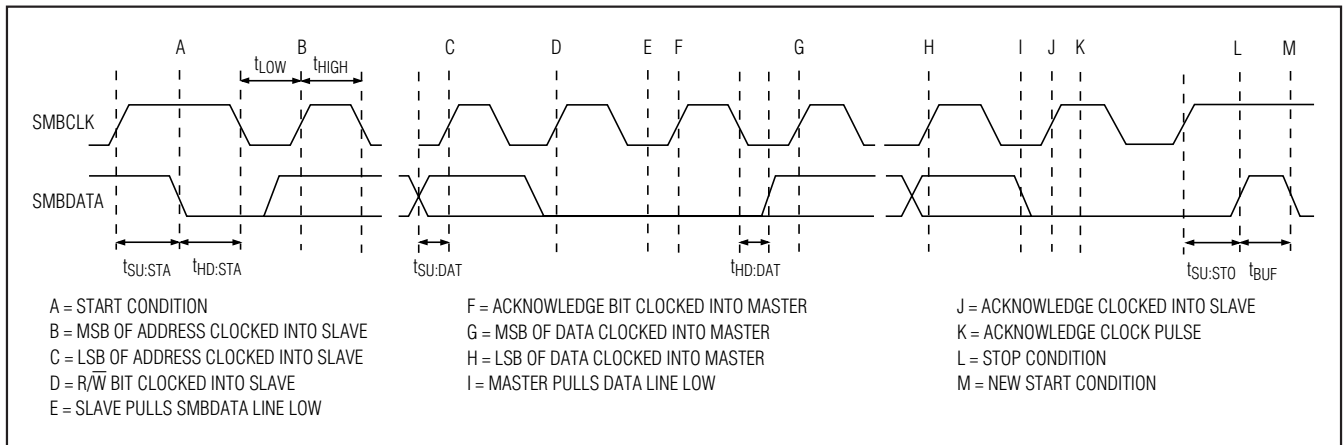 A B C D E F G H I J K L M
tLOW tHIGH
SMBCLK
SMBDATA
tSU:STA tHD:STA tSU:DAT tHD:DAT tSU:STO tBUF
A = START CONDITION
B = MSB OF ADDRESS CLOCKED INTO SLAVE
C = LSB OF ADDRESS CLOCKED INTO SLAVE
D = R/W̅ BIT CLOCKED INTO SLAVE
E = SLAVE PULLS SMBDATA LINE LOW
F = ACKNOWLEDGE BIT CLOCKED INTO MASTER
G = MSB OF DATA CLOCKED INTO MASTER
H = LSB OF DATA CLOCKED INTO MASTER
I = MASTER PULLS DATA LINE LOW
J = ACKNOWLEDGE CLOCKED INTO SLAVE
K = ACKNOWLEDGE CLOCK PULSE
L = STOP CONDITION
M = NEW START CONDITION